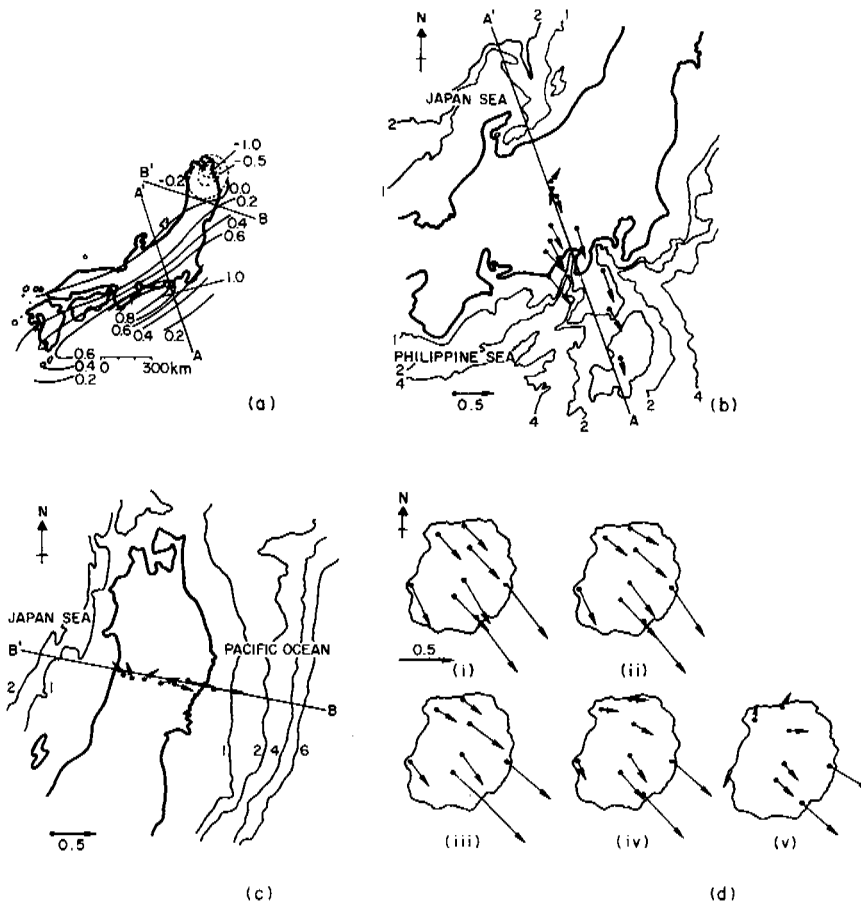 -1.0
-0.5
-0.2
B'
A'
0.0
0.2
B
0.4
0.6
1.0
0.8
0.6 0.4 0.2
0.6
0.4
0.2
0 300km
A
(a)
N
A'
2
1
JAPAN SEA
2
1
1
PHILIPPINE SEA
2
4
0.5
4
2
A
2
4
(b)
N
JAPAN SEA
B'
PACIFIC OCEAN
2
1
B
1 2 4 6
0.5
(c)
N
0.5
(i)
(ii)
(iii)
(iv)
(v)
(d)